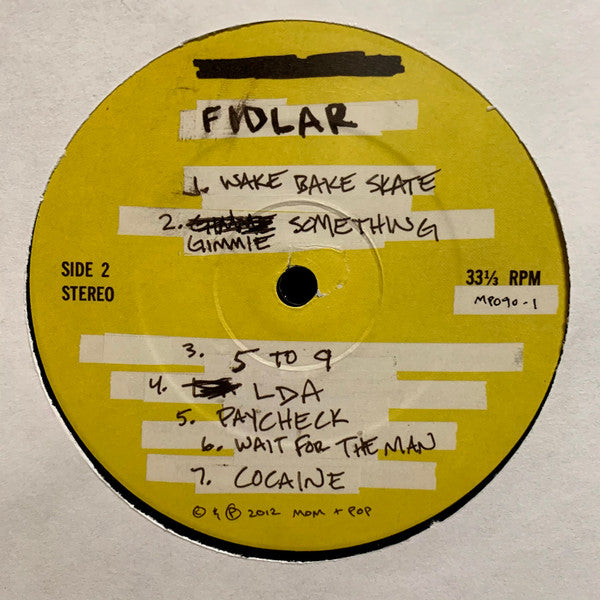 FIDLAR
1. WAKE BAKE SKATE
2. SOMETHING
GIMMIE
SIDE 2
STEREO
33⅓ RPM
MP090-1
3. 5 TO 9
4. LDA
5. PAYCHECK
6. WAIT FOR THE MAN
7. COCAINE
© & ℗ 2012 MOM + POP